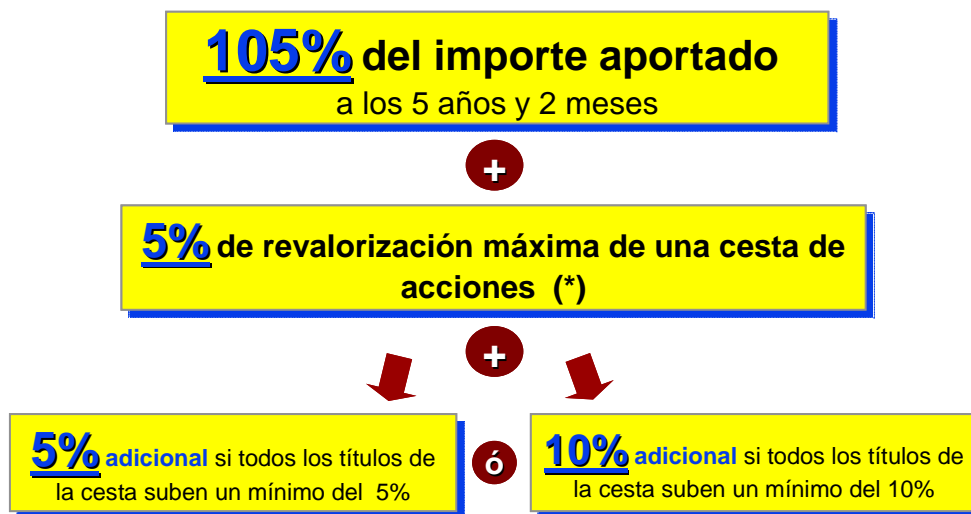 105% del importe aportado
a los 5 años y 2 meses
+
5% de revalorización máxima de una cesta de
acciones (*)
+
5% adicional si todos los títulos de
la cesta suben un mínimo del 5%
ó
10% adicional si todos los títulos de
la cesta suben un mínimo del 10%